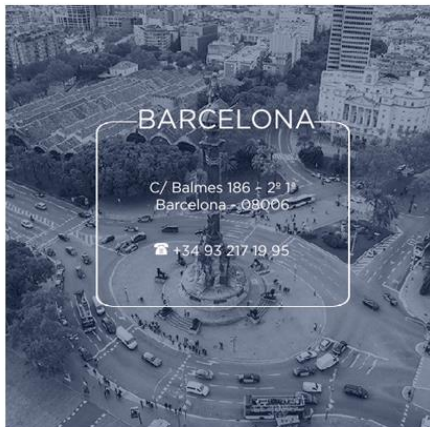 BARCELONA
C/ Balmes 186 – 2º 1ª
Barcelona - 08006
☎ +34 93 217 19 95